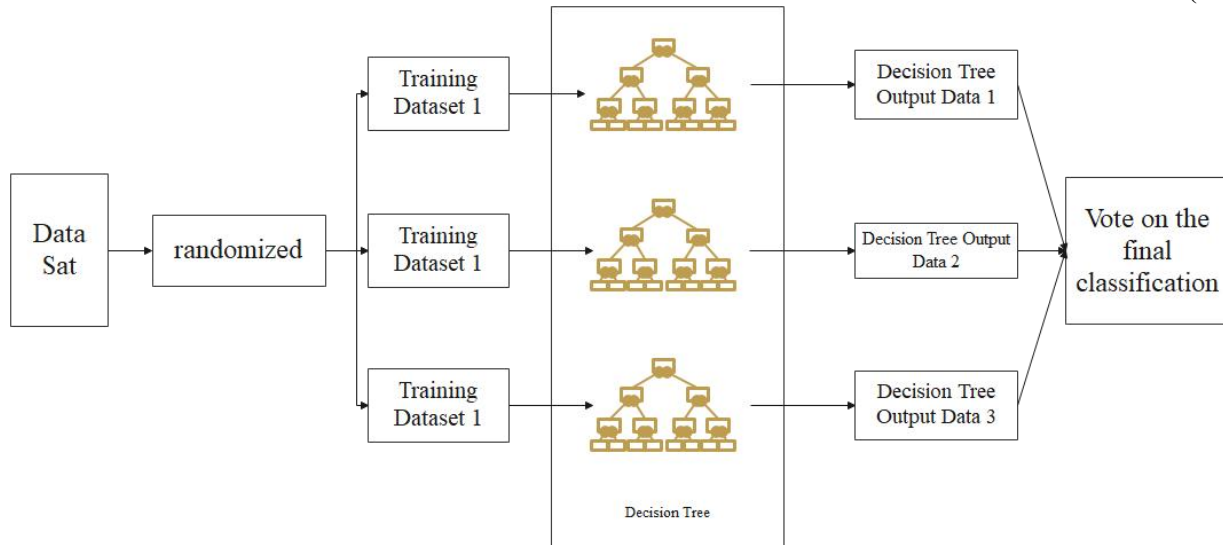 Data
Sat
randomized
Training
Dataset 1
Training
Dataset 1
Training
Dataset 1
Decision Tree
Decision Tree
Output Data 1
Decision Tree Output
Data 2
Decision Tree
Output Data 3
Vote on the
final
classification
(